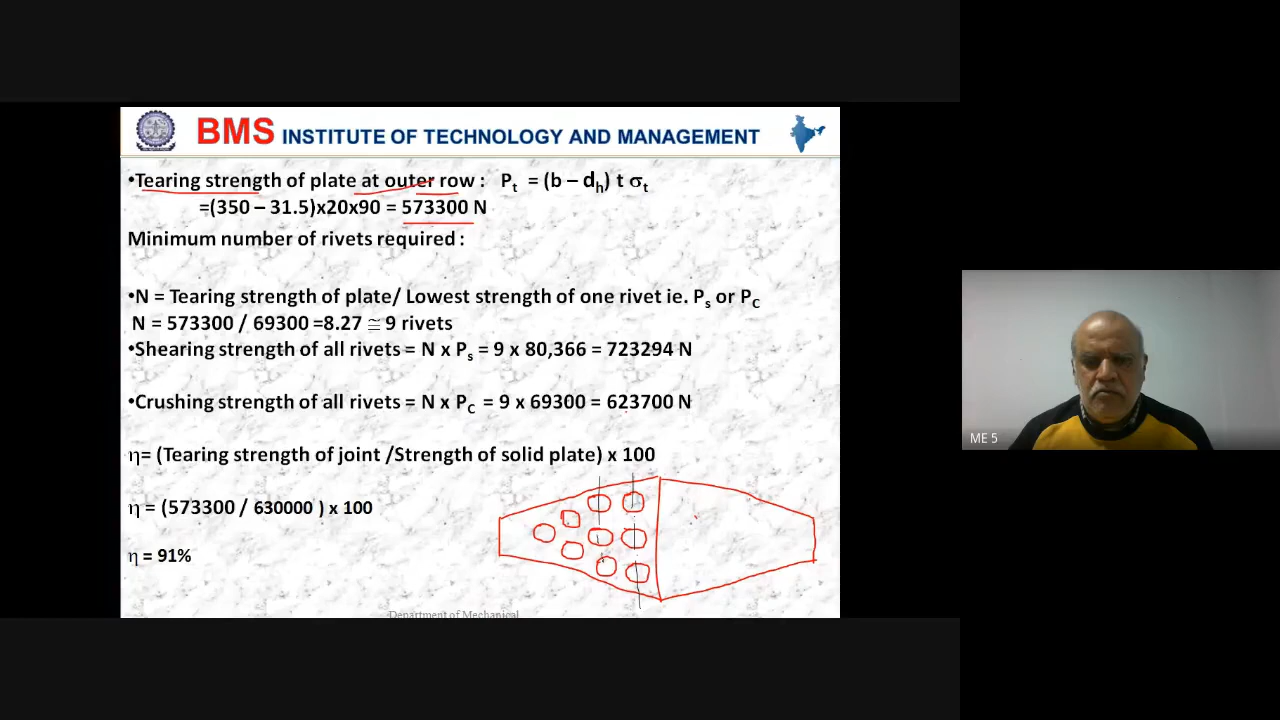 BMS INSTITUTE OF TECHNOLOGY AND MANAGEMENT
•Tearing strength of plate at outer row : Pt = (b – dh) t σt
=(350 – 31.5)x20x90 = 573300 N
Minimum number of rivets required :
•N = Tearing strength of plate/ Lowest strength of one rivet ie. Ps or PC
N = 573300 / 69300 =8.27 ≅ 9 rivets
•Shearing strength of all rivets = N x Ps = 9 x 80,366 = 723294 N
•Crushing strength of all rivets = N x PC = 9 x 69300 = 623700 N
η= (Tearing strength of joint /Strength of solid plate) x 100
η = (573300 / 630000 ) x 100
η = 91%
Department of Mechanical
ME 5